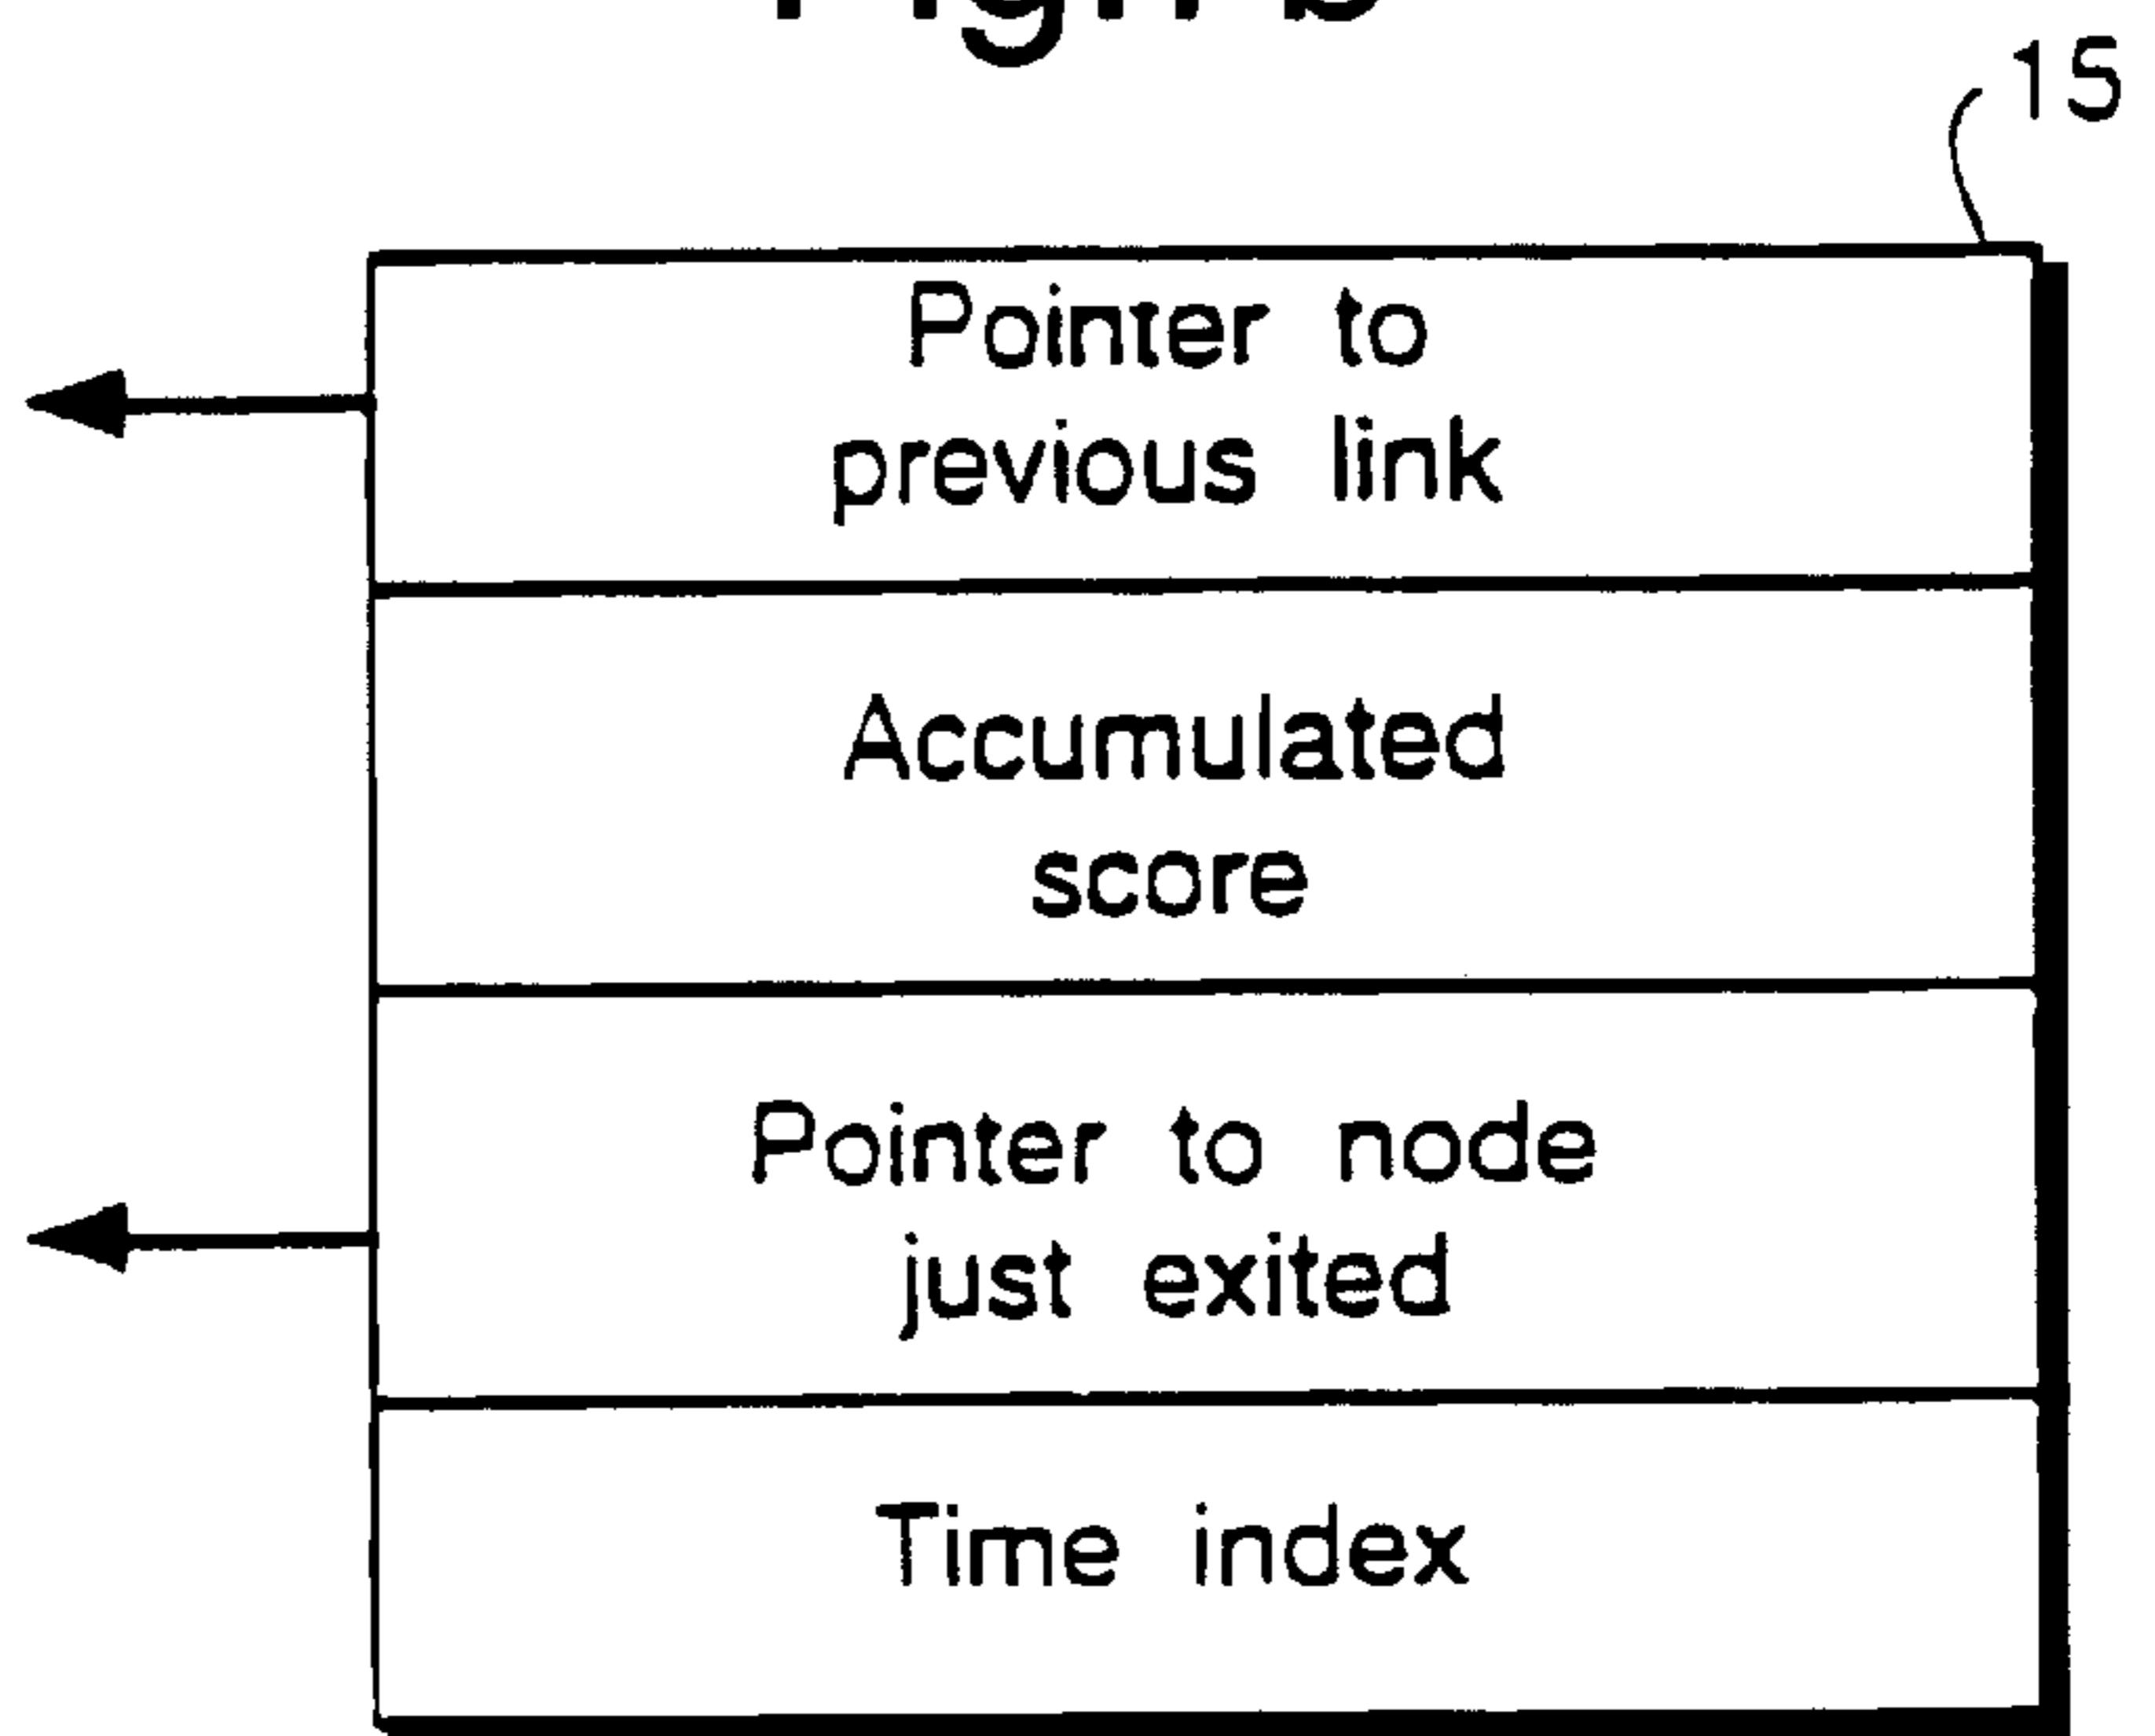 15
Pointer to
previous link
Accumulated
score
Pointer to node
just exited
Time index